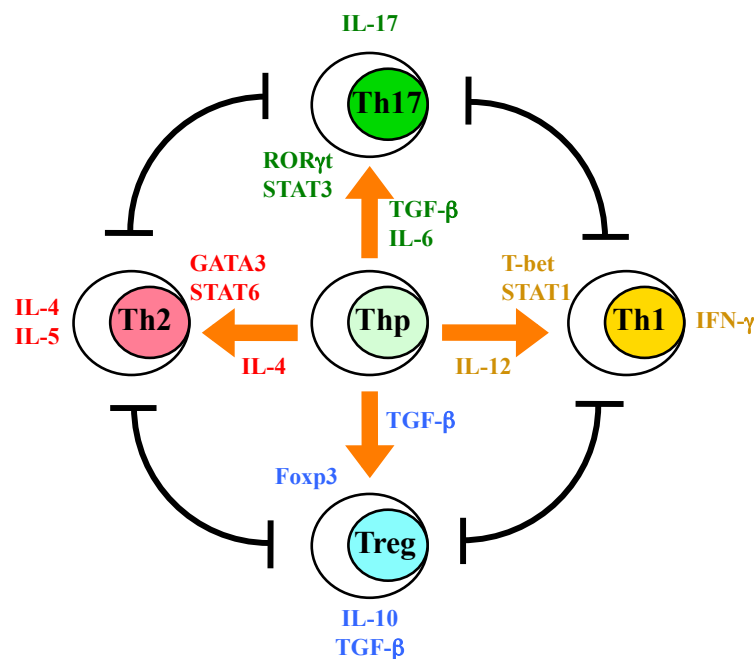 IL-17
Th17
RORγt
STAT3
TGF-β
IL-6
GATA3
STAT6
T-bet
STAT1
IL-4
IL-5
Th2
Thp
Th1
IFN-γ
IL-4
IL-12
TGF-β
Foxp3
Treg
IL-10
TGF-β